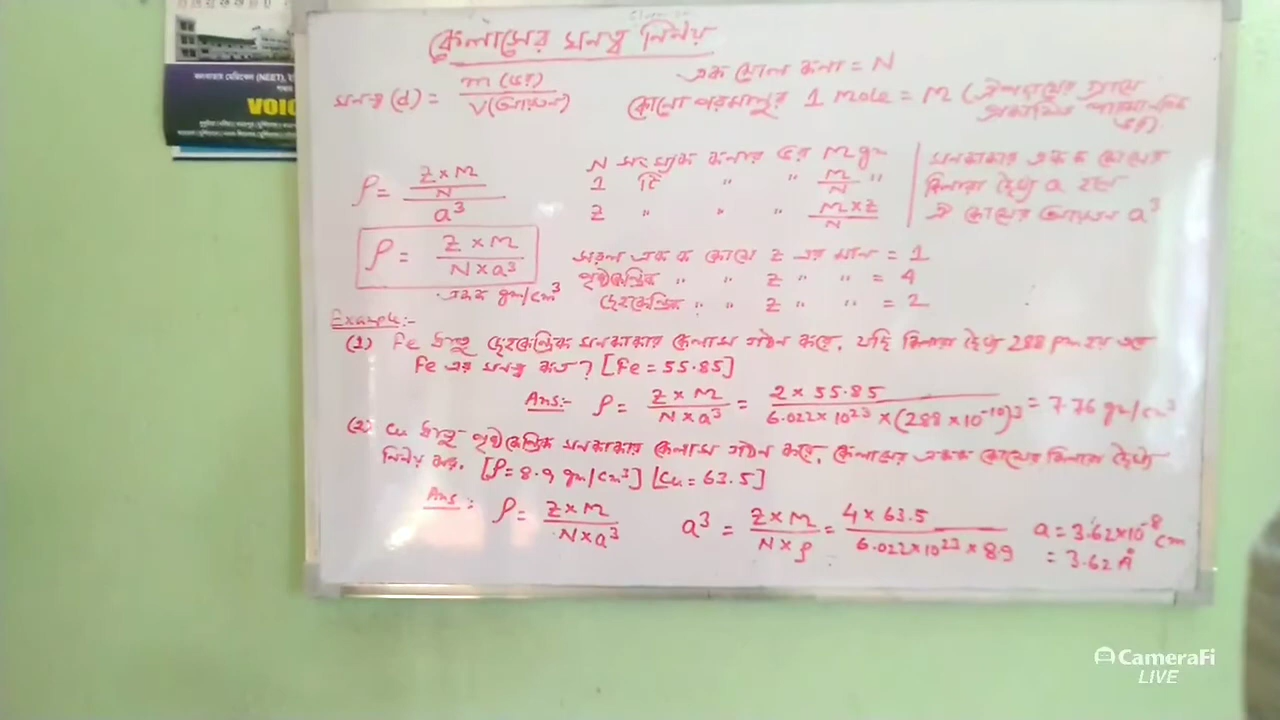 কেলাসের ঘনত্ব নির্ণয়
ঘনত্ব (d) = m (ভর) / V (আয়তন)
এক মোল কনা = N
কোনো পরমানুর 1 mole = M (ঐ পদার্থের গ্রামে
প্রকাশিত পারমানবিক
ভর)
N সংখ্যক কনার ভর M gm
1 টি " " M/N "
Z " " " M×Z/N
ঘনকাকার একক কোষের
কিনারা দৈর্ঘ্য a হলে
ঐ কোষের আয়তন a³
ρ = (Z×M/N) / a³
ρ = Z×M / N×a³
একক gm/cm³
সরল একক কোষে Z এর মান = 1
পৃষ্ঠকেন্দ্রিক " " Z " " = 4
দেহকেন্দ্রিক " " Z " " = 2
Example:-
(1) Fe ধাতু দেহকেন্দ্রিক ঘনকাকার কেলাস গঠন করে, যদি কিনারা দৈর্ঘ্য 288 pm হয় তবে
Fe এর ঘনত্ব কত? [Fe = 55.85]
Ans:- ρ = Z×M / N×a³ = 2×55.85 / 6.022×10²³×(288×10⁻¹⁰)³ = 7.76 gm/cm³
(2) Cu ধাতু পৃষ্ঠকেন্দ্রিক ঘনকাকার কেলাস গঠন করে, কেলাসের একক কোষের কিনারা দৈর্ঘ্য
নির্ণয় কর. [ρ = 8.9 gm/cm³] [Cu = 63.5]
Ans: ρ = Z×M / N×a³ a³ = Z×M / N×ρ = 4×63.5 / 6.022×10²³×8.9 a = 3.62×10⁻⁸ cm
= 3.62 Å
VOIC
CameraFi
LIVE